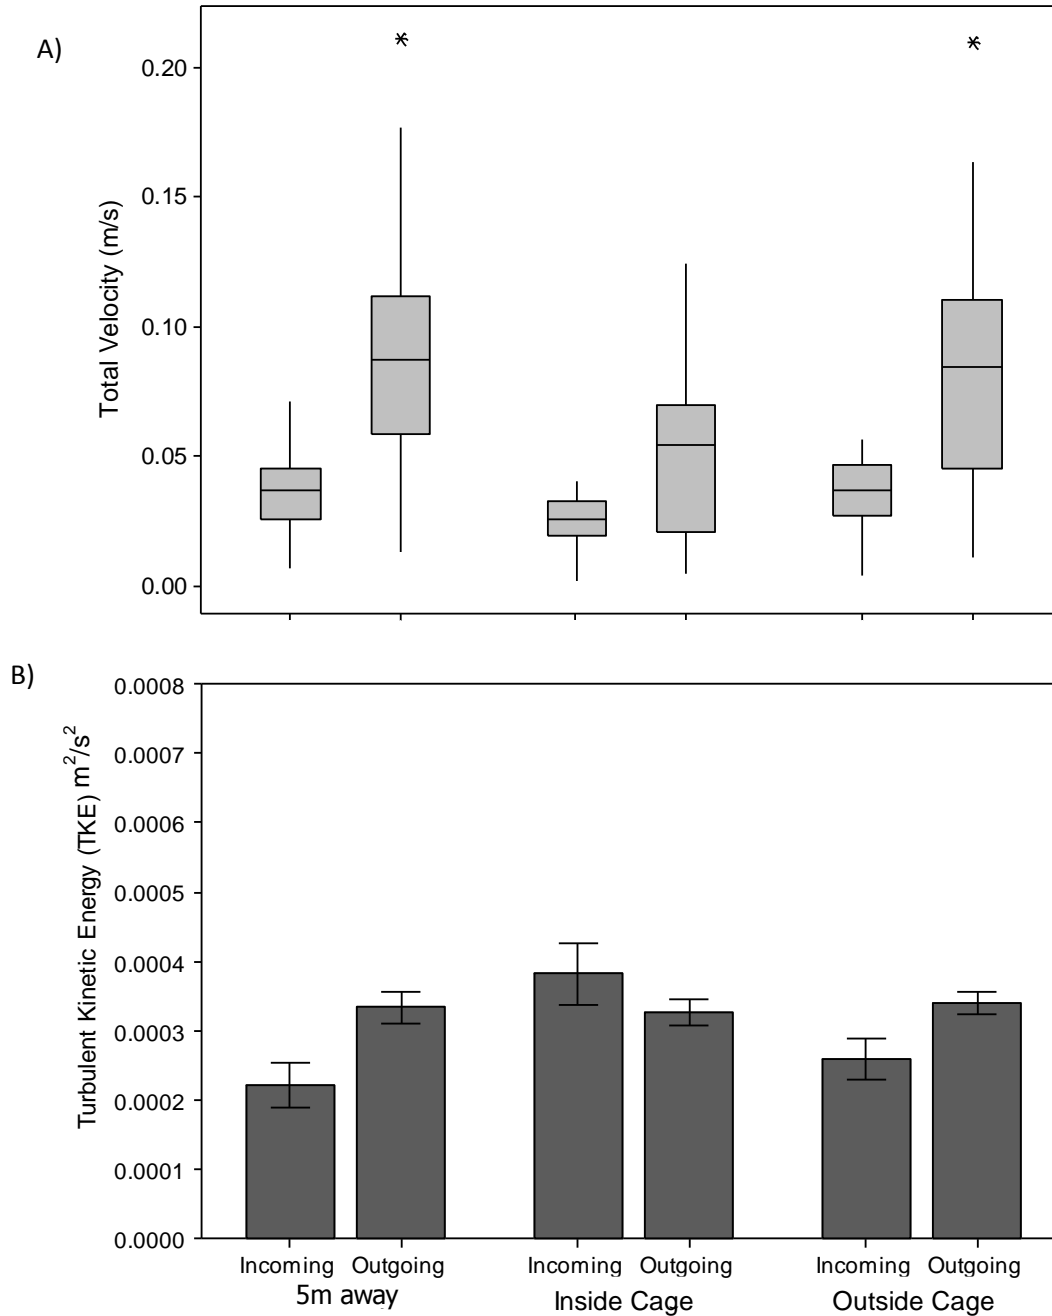 A)
*
*
0.20
0.15
0.10
0.05
0.00
Total Velocity (m/s)
B)
0.0008
0.0007
0.0006
0.0005
0.0004
0.0003
0.0002
0.0001
0.0000
Turbulent Kinetic Energy (TKE) m²/s²
Incoming Outgoing Incoming Outgoing Incoming Outgoing
5m away Inside Cage Outside Cage